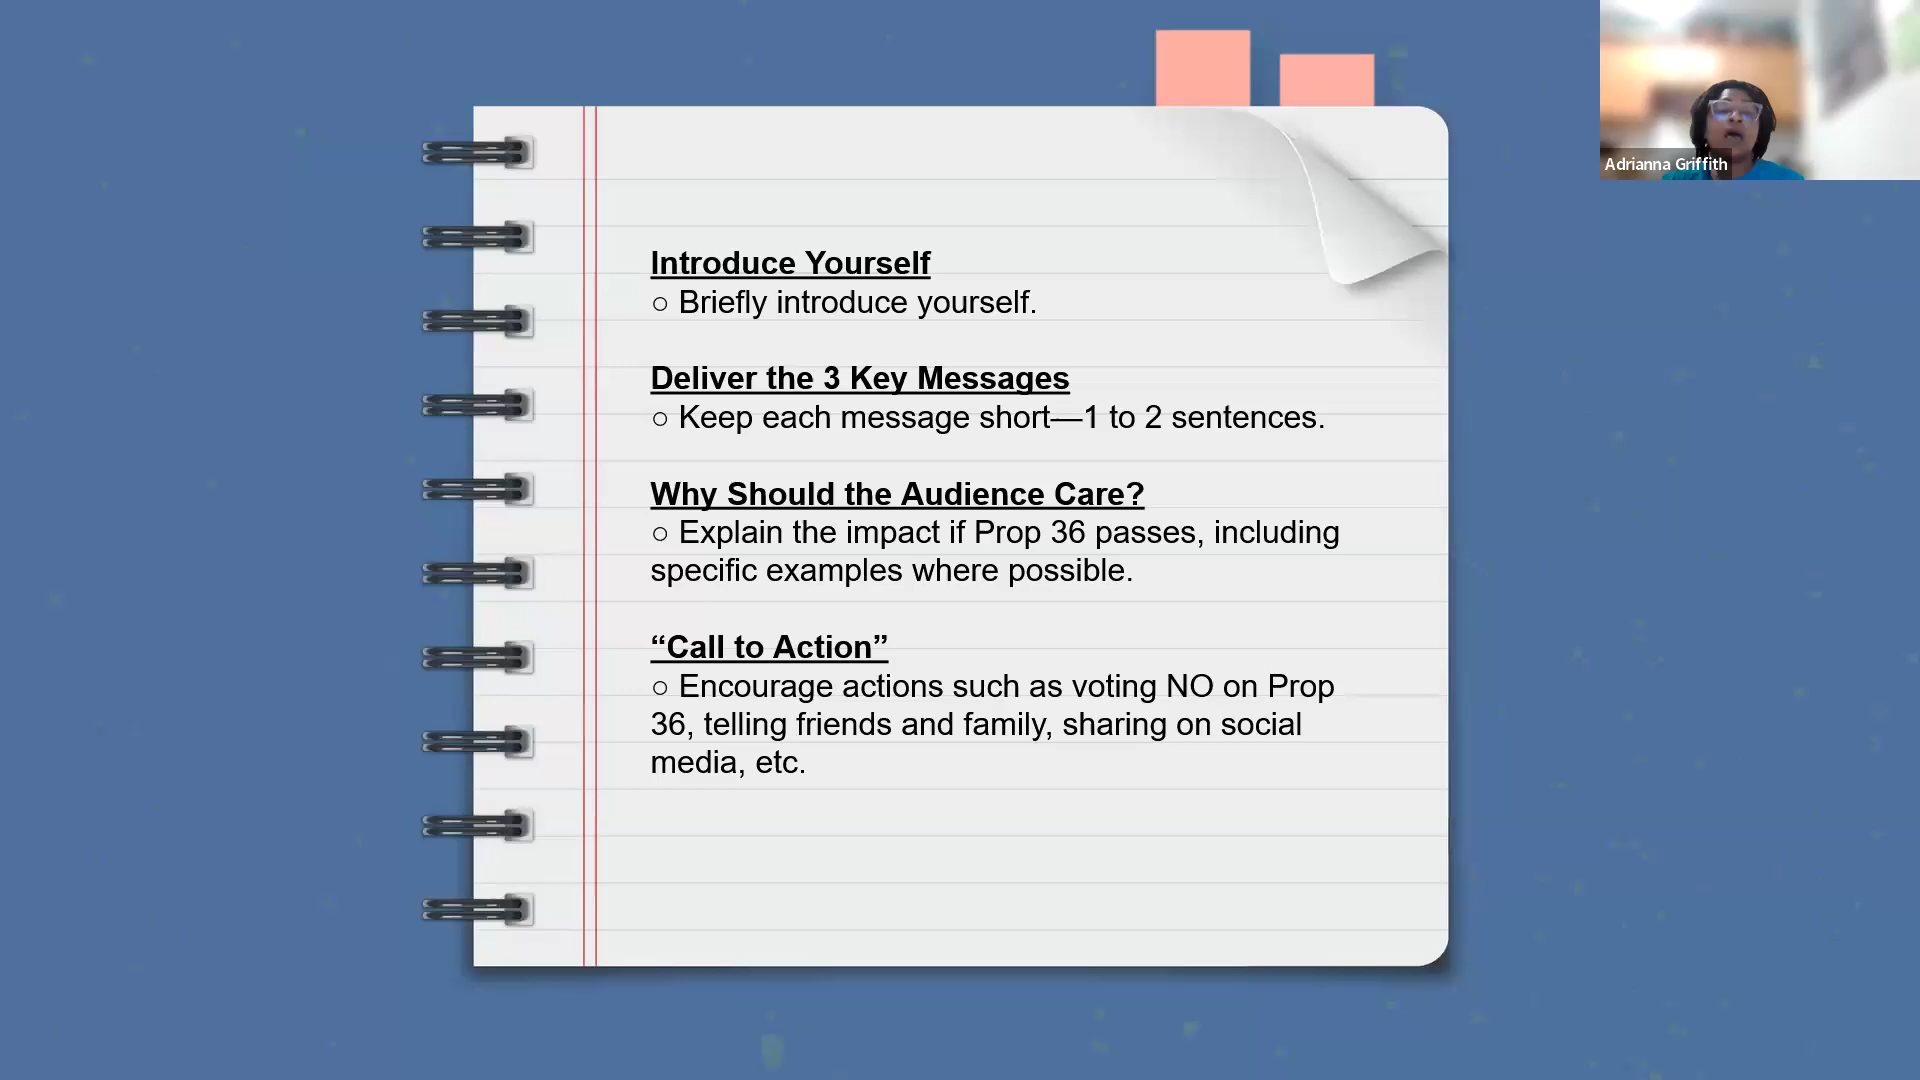 Adrianna Griffith
Introduce Yourself
○ Briefly introduce yourself.
Deliver the 3 Key Messages
○ Keep each message short—1 to 2 sentences.
Why Should the Audience Care?
○ Explain the impact if Prop 36 passes, including
specific examples where possible.
“Call to Action”
○ Encourage actions such as voting NO on Prop
36, telling friends and family, sharing on social
media, etc.